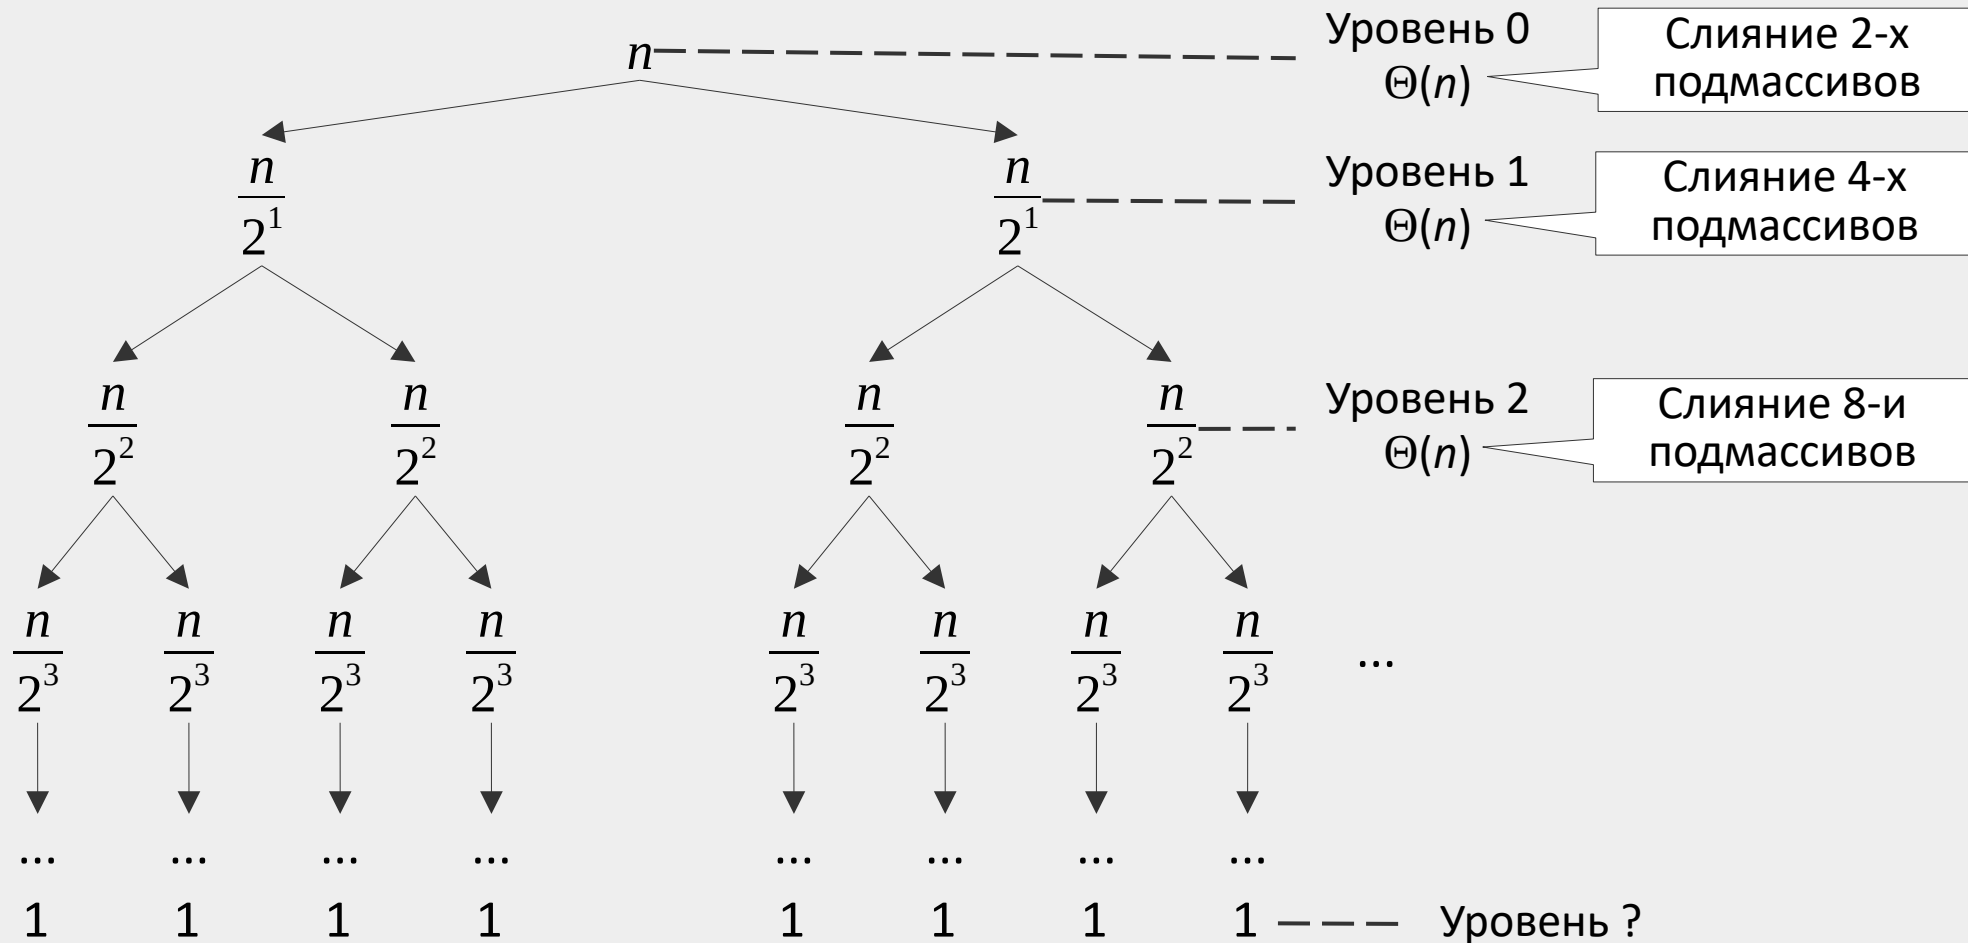 n
Уровень 0
Θ(n)
Слияние 2-х
подмассивов
n/2^1 n/2^1
Уровень 1
Θ(n)
Слияние 4-х
подмассивов
n/2^2 n/2^2 n/2^2 n/2^2
Уровень 2
Θ(n)
Слияние 8-и
подмассивов
n/2^3 n/2^3 n/2^3 n/2^3 n/2^3 n/2^3 n/2^3 n/2^3 ...
... ... ... ... ... ... ... ...
1 1 1 1 1 1 1 1 Уровень ?